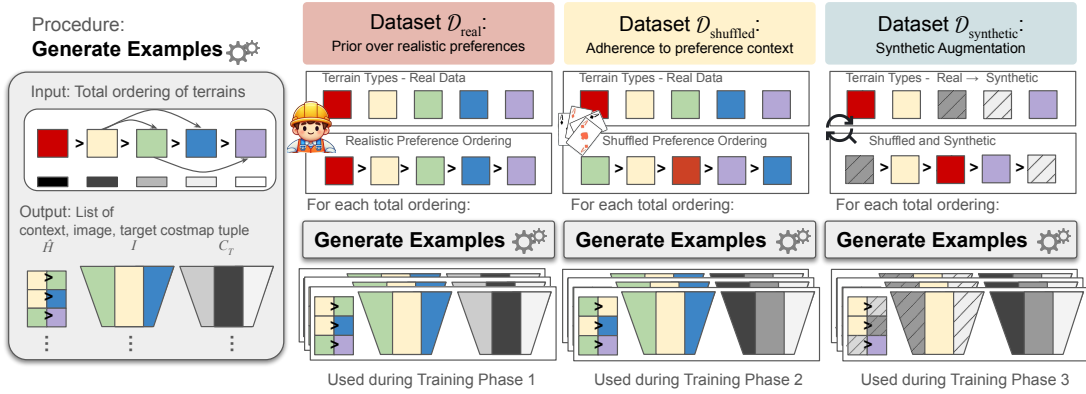 Procedure:
Generate Examples
Input: Total ordering of terrains
> > > >
Output: List of
context, image, target costmap tuple
Ĥ I C_T
>
>
>
⋮ ⋮ ⋮
Dataset 𝒟_real:
Prior over realistic preferences
Terrain Types - Real Data
Realistic Preference Ordering
> > > >
For each total ordering:
Generate Examples
>
>
>
Used during Training Phase 1
Dataset 𝒟_shuffled:
Adherence to preference context
Terrain Types - Real Data
Shuffled Preference Ordering
> > > >
For each total ordering:
Generate Examples
>
>
>
Used during Training Phase 2
Dataset 𝒟_synthetic:
Synthetic Augmentation
Terrain Types - Real → Synthetic
Shuffled and Synthetic
> > > >
For each total ordering:
Generate Examples
>
>
>
Used during Training Phase 3